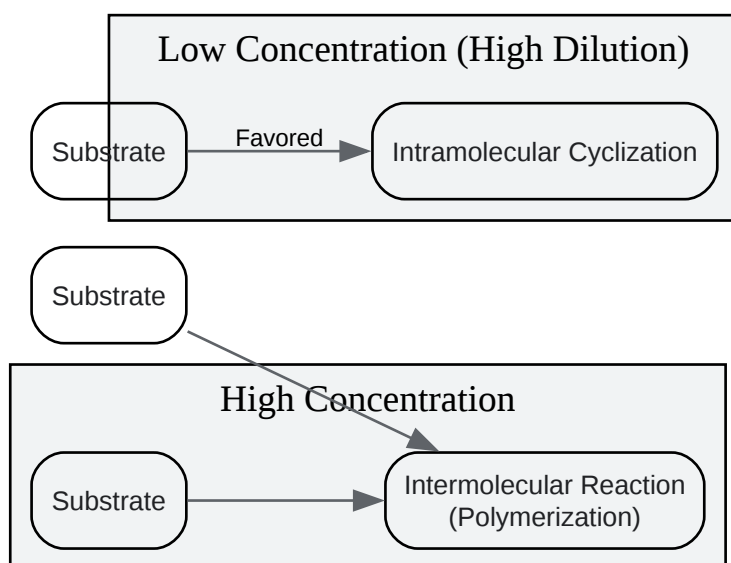 Low Concentration (High Dilution)
Substrate
Favored
Intramolecular Cyclization
Substrate
High Concentration
Substrate
Intermolecular Reaction
(Polymerization)